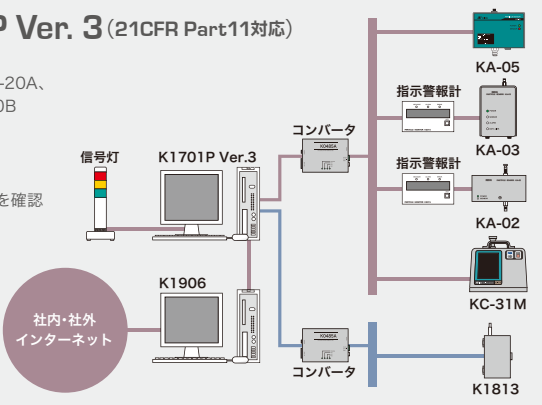 P Ver. 3(21CFR Part11対応)
-20A、
0B
を確認
信号灯
K1701P Ver.3
コンバータ
K0485A
指示警報計
指示警報計
KA-05
KA-03
KA-02
KC-31M
K1906
社内・社外
インターネット
K0485A
コンバータ
K1813